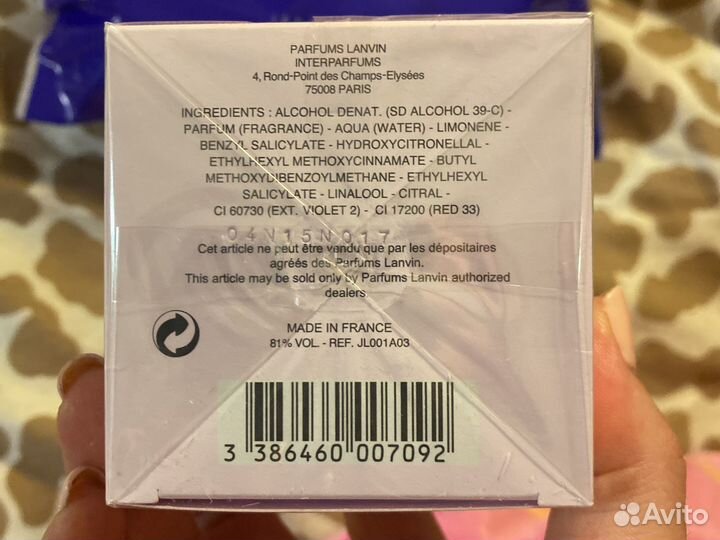 PARFUMS LANVIN
INTERPARFUMS
4, Rond-Point des Champs-Elysées
75008 PARIS
INGREDIENTS : ALCOHOL DENAT. (SD ALCOHOL 39-C) -
PARFUM (FRAGRANCE) - AQUA (WATER) - LIMONENE -
BENZYL SALICYLATE - HYDROXYCITRONELLAL -
ETHYLHEXYL METHOXYCINNAMATE - BUTYL
METHOXYDIBENZOYLMETHANE - ETHYLHEXYL
SALICYLATE - LINALOOL - CITRAL -
CI 60730 (EXT. VIOLET 2) - CI 17200 (RED 33)
04V15N017
Cet article ne peut être vendu que par les dépositaires
agréés des Parfums Lanvin.
This article may be sold only by Parfums Lanvin authorized
dealers.
MADE IN FRANCE
81% VOL. - REF. JL001A03
3 386460 007092
Avito